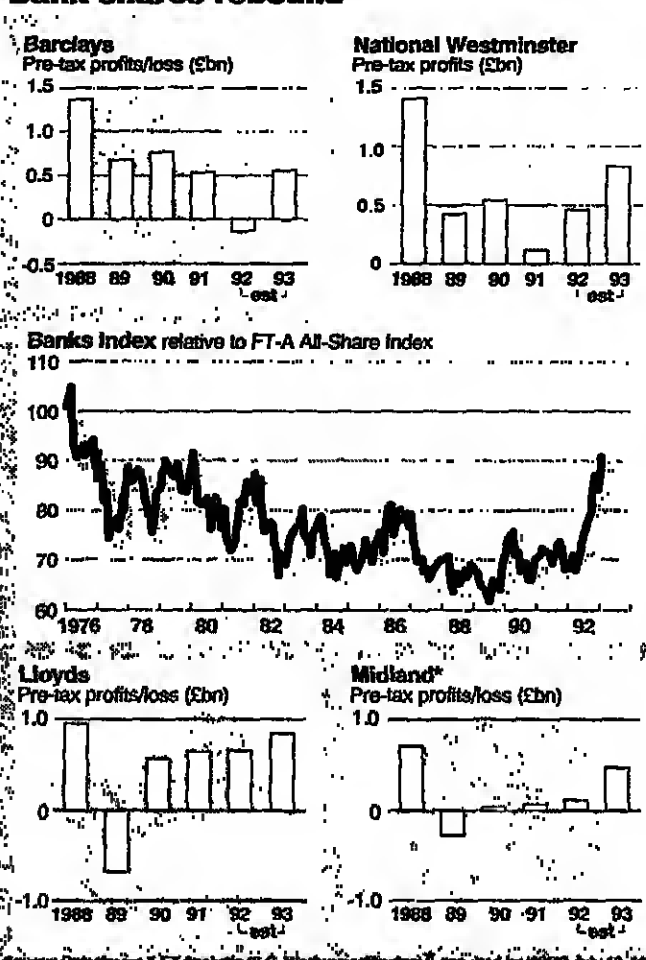 Bank shares rebound
Barclays
Pre-tax profits/loss (£bn)
1.5
1.0
0.5
0
-0.5
1988 89 90 91 92 93
est
National Westminster
Pre-tax profits (£bn)
1.5
1.0
0.5
0
1988 89 90 91 92 93
est
Banks Index relative to FT-A All-Share Index
110
100
90
80
70
60
1976 78 80 82 84 86 88 90 92
Lloyds
Pre-tax profits/loss (£bn)
1.0
0
-1.0
1988 89 90 91 92 93
est
Midland*
Pre-tax profits/loss (£bn)
1.0
0
-1.0
1988 89 90 91 92 93
est